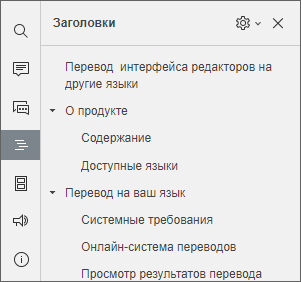 Заголовки
Перевод интерфейса редакторов на
другие языки
О продукте
Содержание
Доступные языки
Перевод на ваш язык
Системные требования
Онлайн-система переводов
Просмотр результатов перевода